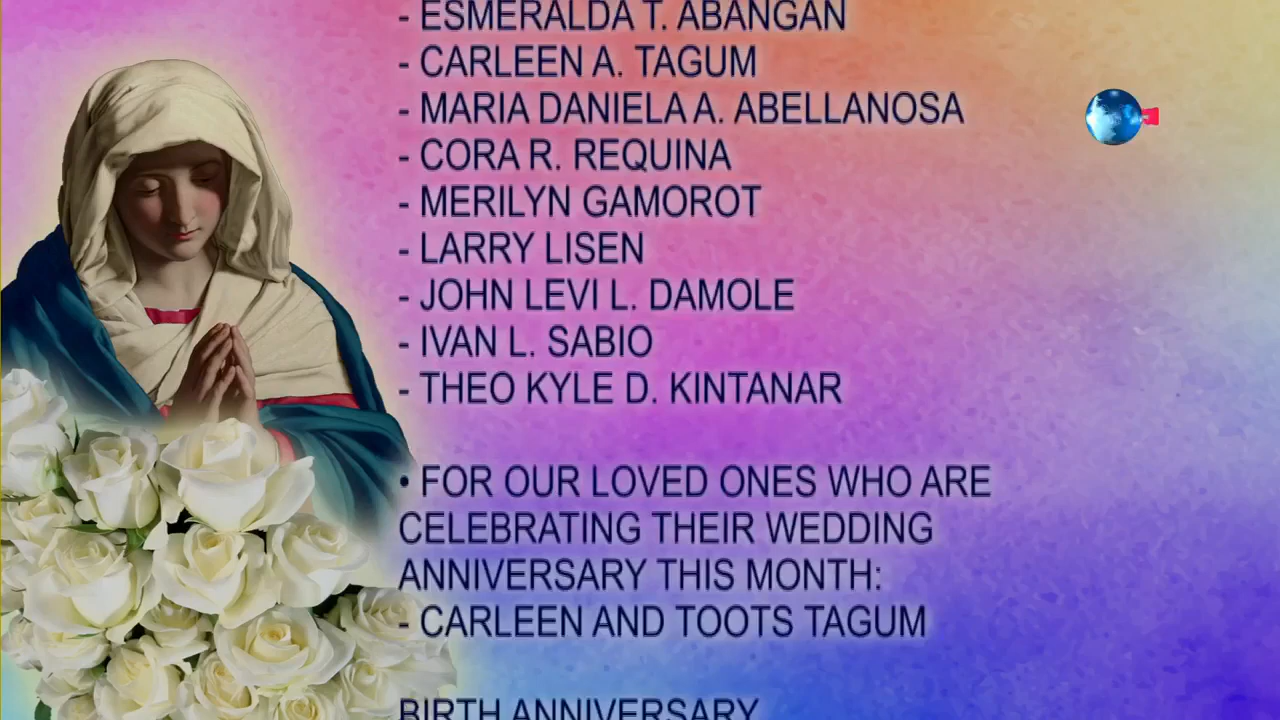 - ESMERALDA T. ABANGAN
- CARLEEN A. TAGUM
- MARIA DANIELA A. ABELLANOSA
- CORA R. REQUINA
- MERILYN GAMOROT
- LARRY LISEN
- JOHN LEVI L. DAMOLE
- IVAN L. SABIO
- THEO KYLE D. KINTANAR
• FOR OUR LOVED ONES WHO ARE
CELEBRATING THEIR WEDDING
ANNIVERSARY THIS MONTH:
- CARLEEN AND TOOTS TAGUM
BIRTH ANNIVERSARY